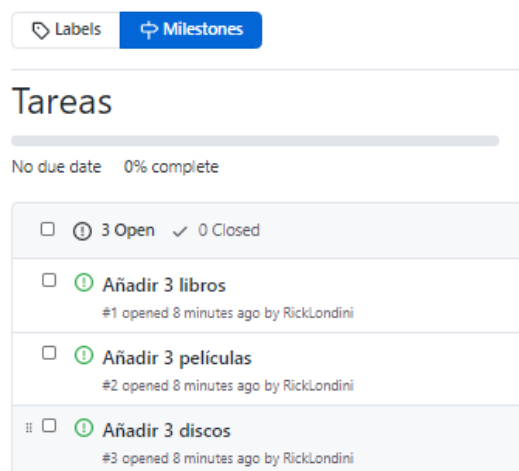 Labels Milestones
Tareas
No due date 0% complete
3 Open 0 Closed
Añadir 3 libros
#1 opened 8 minutes ago by RickLondini
Añadir 3 películas
#2 opened 8 minutes ago by RickLondini
Añadir 3 discos
#3 opened 8 minutes ago by RickLondini